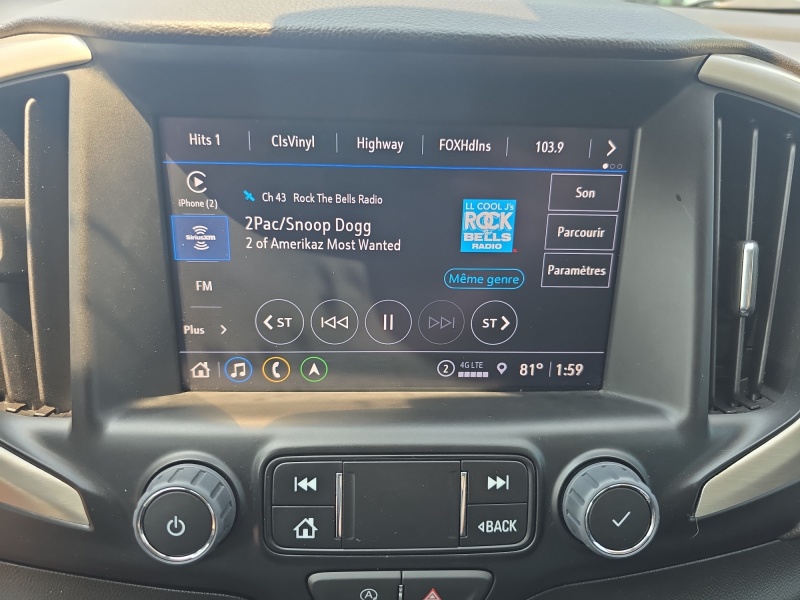 Hits 1 ClsVinyl Highway FOXHdlns 103.9
iPhone (2)
Ch 43 Rock The Bells Radio
2Pac/Snoop Dogg
2 of Amerikaz Most Wanted
LL COOL J's
ROCK
THE
BELLS
RADIO
Son
Parcourir
Paramètres
SiriusXM
Même genre
FM
Plus
ST
ST
2 4G LTE 81° 1:59
BACK
A